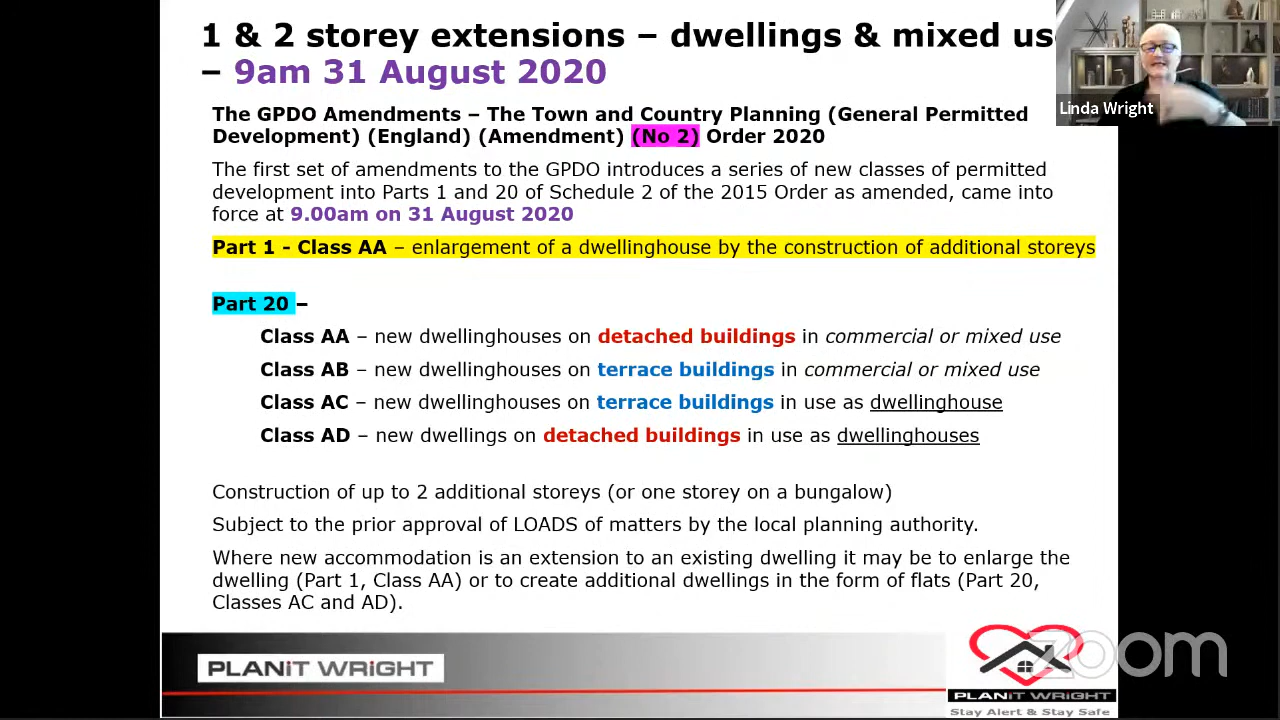 1 & 2 storey extensions – dwellings & mixed us
– 9am 31 August 2020
Linda Wright
The GPDO Amendments – The Town and Country Planning (General Permitted
Development) (England) (Amendment) (No 2) Order 2020
The first set of amendments to the GPDO introduces a series of new classes of permitted
development into Parts 1 and 20 of Schedule 2 of the 2015 Order as amended, came into
force at 9.00am on 31 August 2020
Part 1 - Class AA – enlargement of a dwellinghouse by the construction of additional storeys
Part 20 –
Class AA – new dwellinghouses on detached buildings in commercial or mixed use
Class AB – new dwellinghouses on terrace buildings in commercial or mixed use
Class AC – new dwellinghouses on terrace buildings in use as dwellinghouse
Class AD – new dwellings on detached buildings in use as dwellinghouses
Construction of up to 2 additional storeys (or one storey on a bungalow)
Subject to the prior approval of LOADS of matters by the local planning authority.
Where new accommodation is an extension to an existing dwelling it may be to enlarge the
dwelling (Part 1, Class AA) or to create additional dwellings in the form of flats (Part 20,
Classes AC and AD).
PLANiT WRiGHT
zoom
PLANiT WRiGHT
Stay Alert & Stay Safe